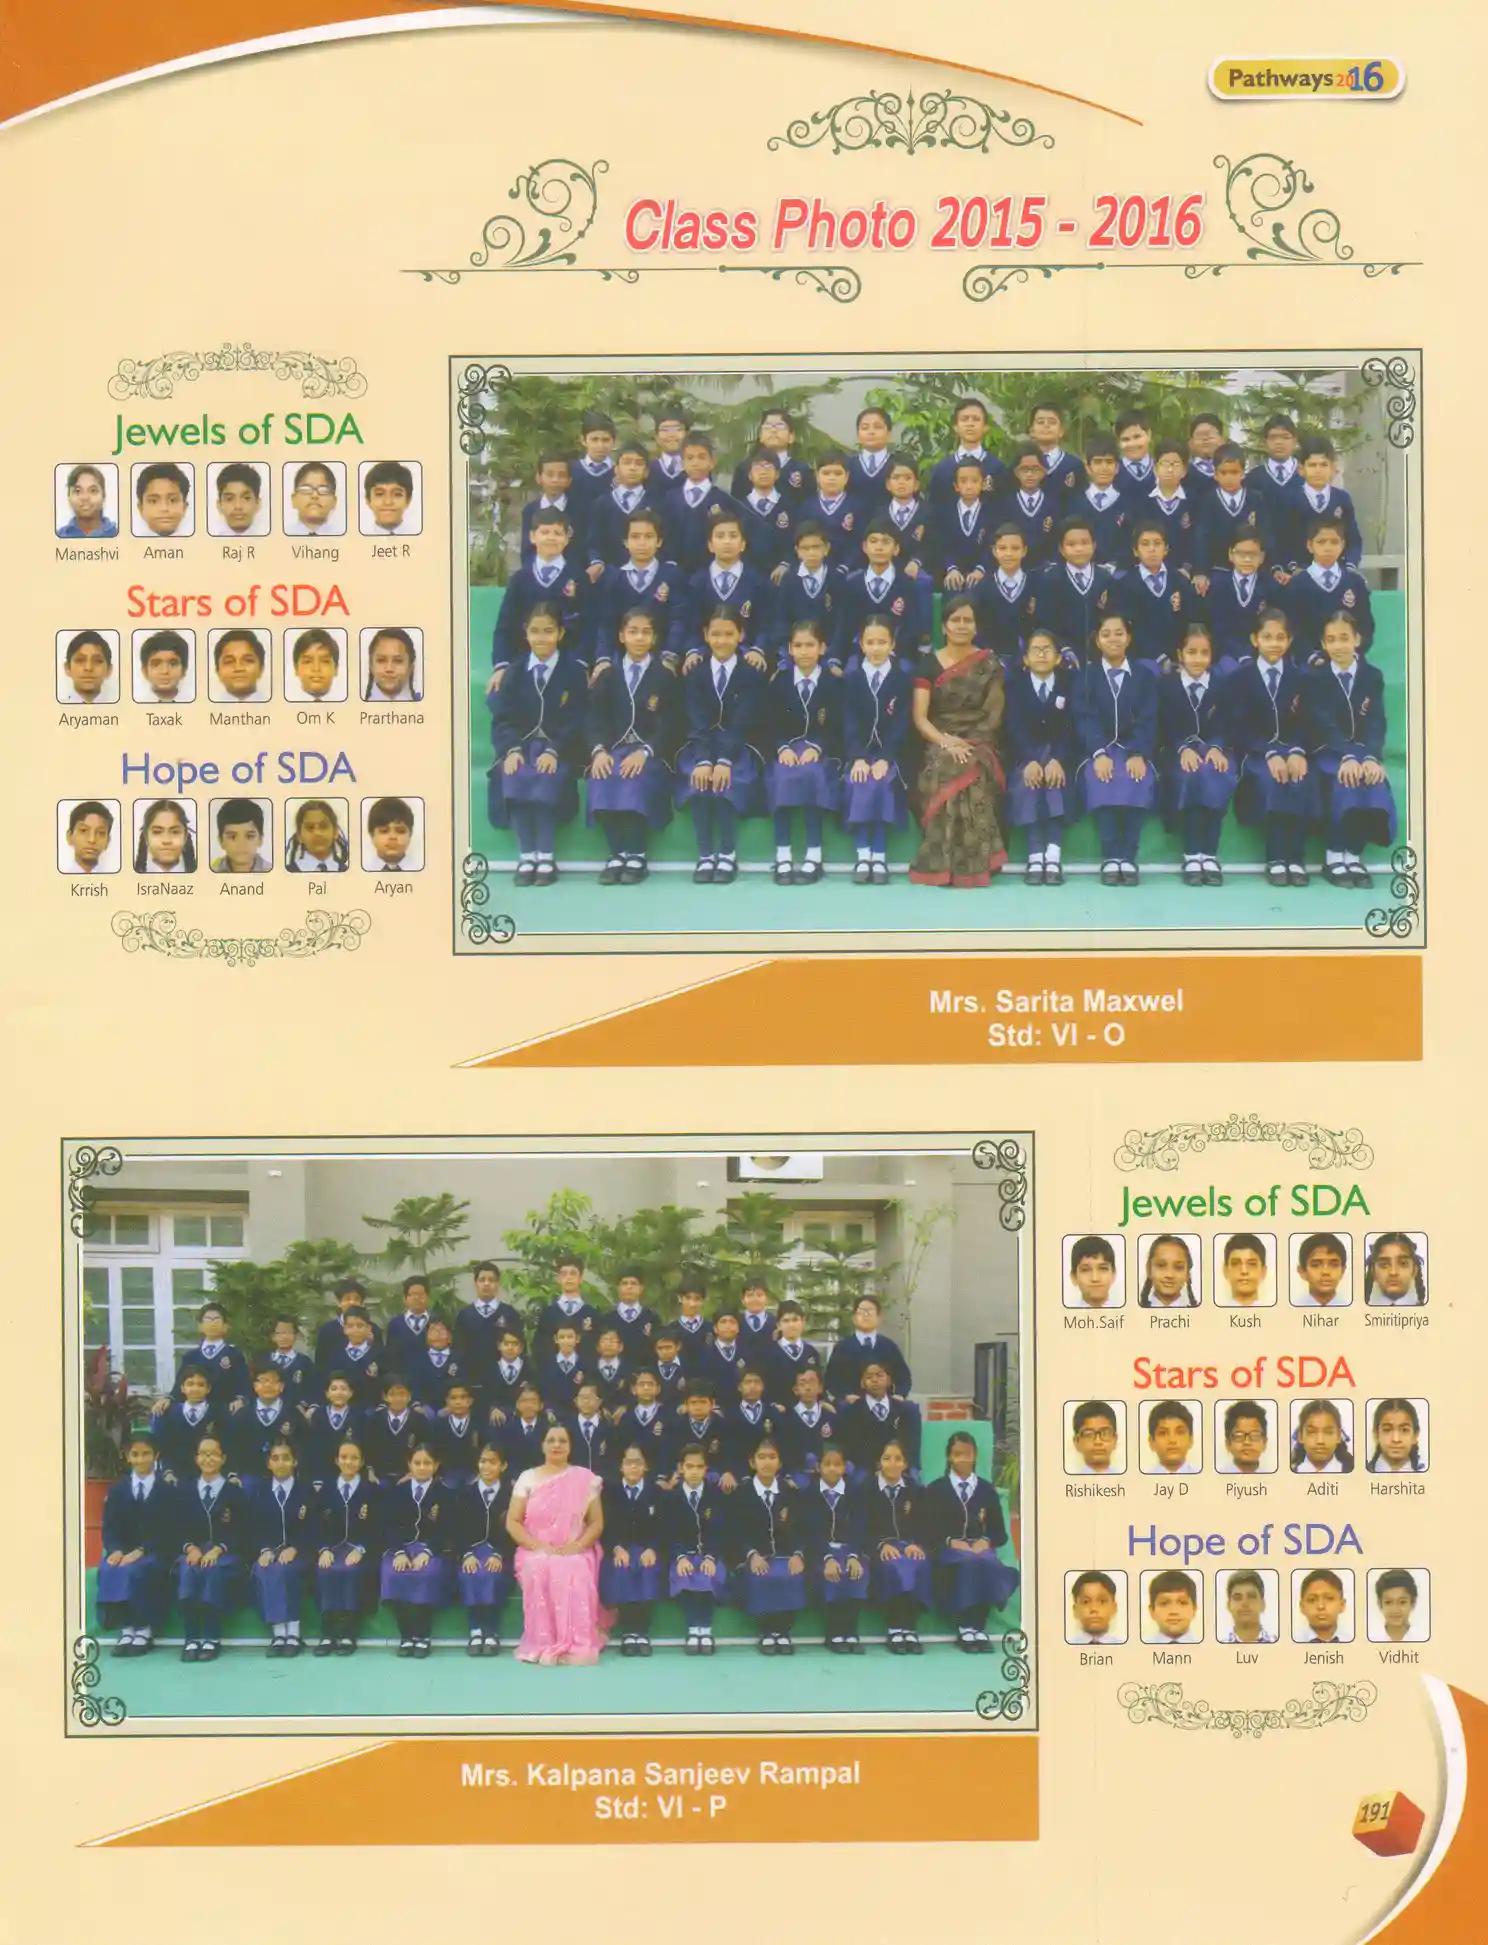 Pathways 2016
Class Photo 2015 - 2016
Jewels of SDA
Manashvi Aman Raj R Vihang Jeet R
Stars of SDA
Aryaman Taxak Manthan Om K Prarthana
Hope of SDA
Krrish IsraNaaz Anand Pal Aryan
Mrs. Sarita Maxwel
Std: VI - O
Jewels of SDA
Moh.Saif Prachi Kush Nihar Smiritipriya
Stars of SDA
Rishikesh Jay D Piyush Aditi Harshita
Hope of SDA
Brian Mann Luv Jenish Vidhit
Mrs. Kalpana Sanjeev Rampal
Std: VI - P
191